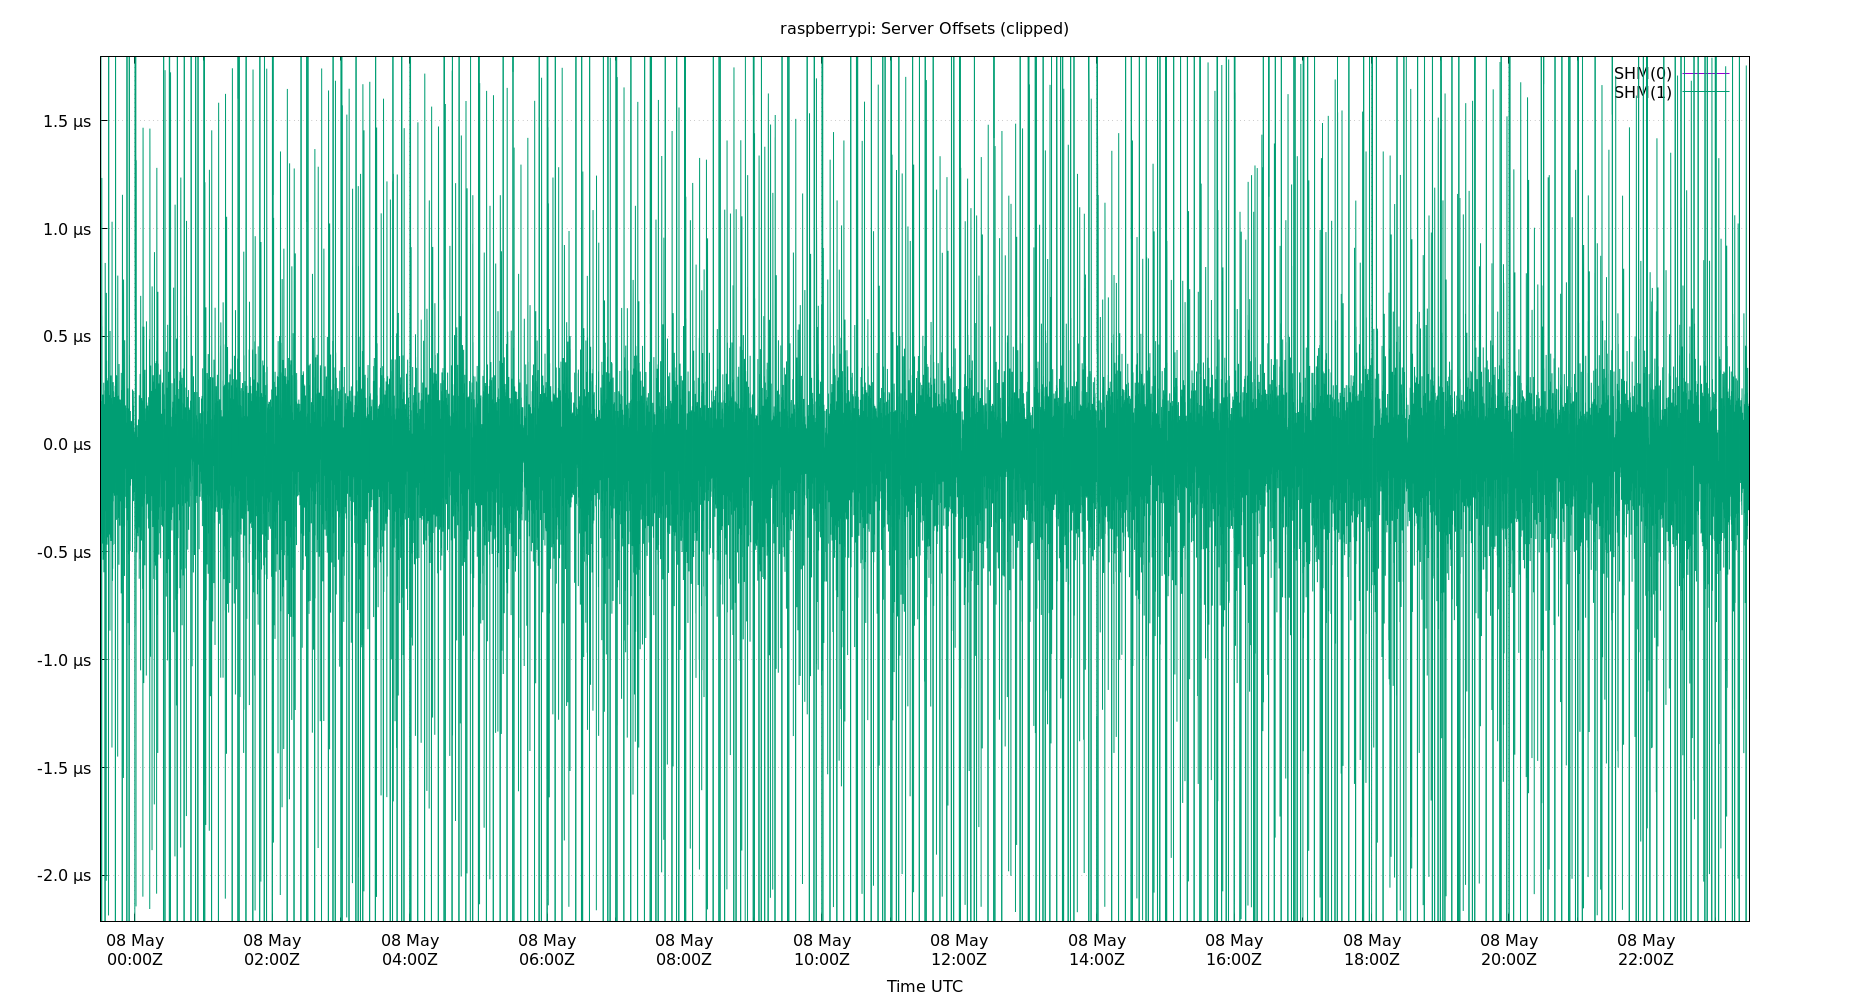 raspberrypi: Server Offsets (clipped)
SHM(0)
SHM(1)
1.5 µs
1.0 µs
0.5 µs
0.0 µs
-0.5 µs
-1.0 µs
-1.5 µs
-2.0 µs
08 May 08 May 08 May 08 May 08 May 08 May 08 May 08 May 08 May 08 May 08 May 08 May
00:00Z 02:00Z 04:00Z 06:00Z 08:00Z 10:00Z 12:00Z 14:00Z 16:00Z 18:00Z 20:00Z 22:00Z
Time UTC